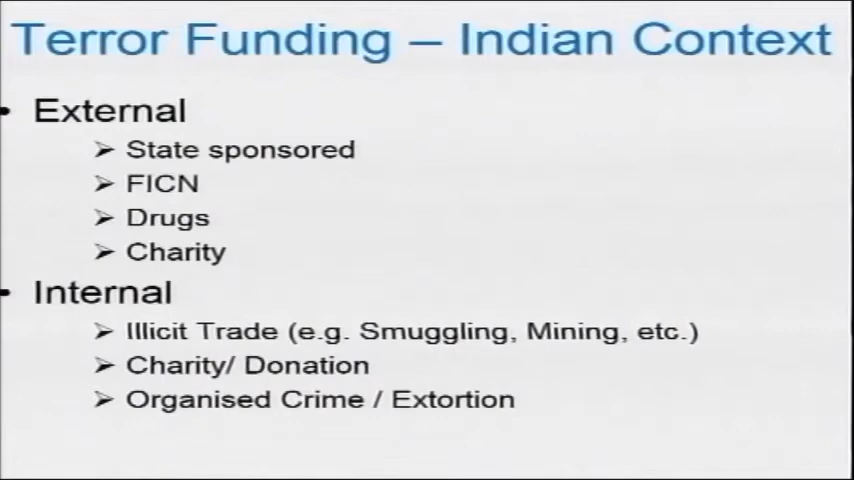 Terror Funding – Indian Context
• External
➢ State sponsored
➢ FICN
➢ Drugs
➢ Charity
• Internal
➢ Illicit Trade (e.g. Smuggling, Mining, etc.)
➢ Charity/ Donation
➢ Organised Crime / Extortion